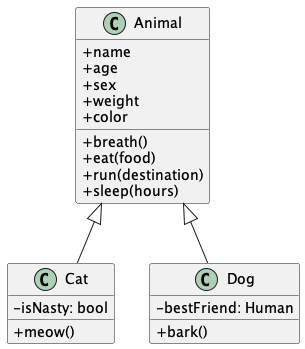 C Animal
+name
+age
+sex
+weight
+color
+breath()
+eat(food)
+run(destination)
+sleep(hours)
C Cat
-isNasty: bool
+meow()
C Dog
-bestFriend: Human
+bark()